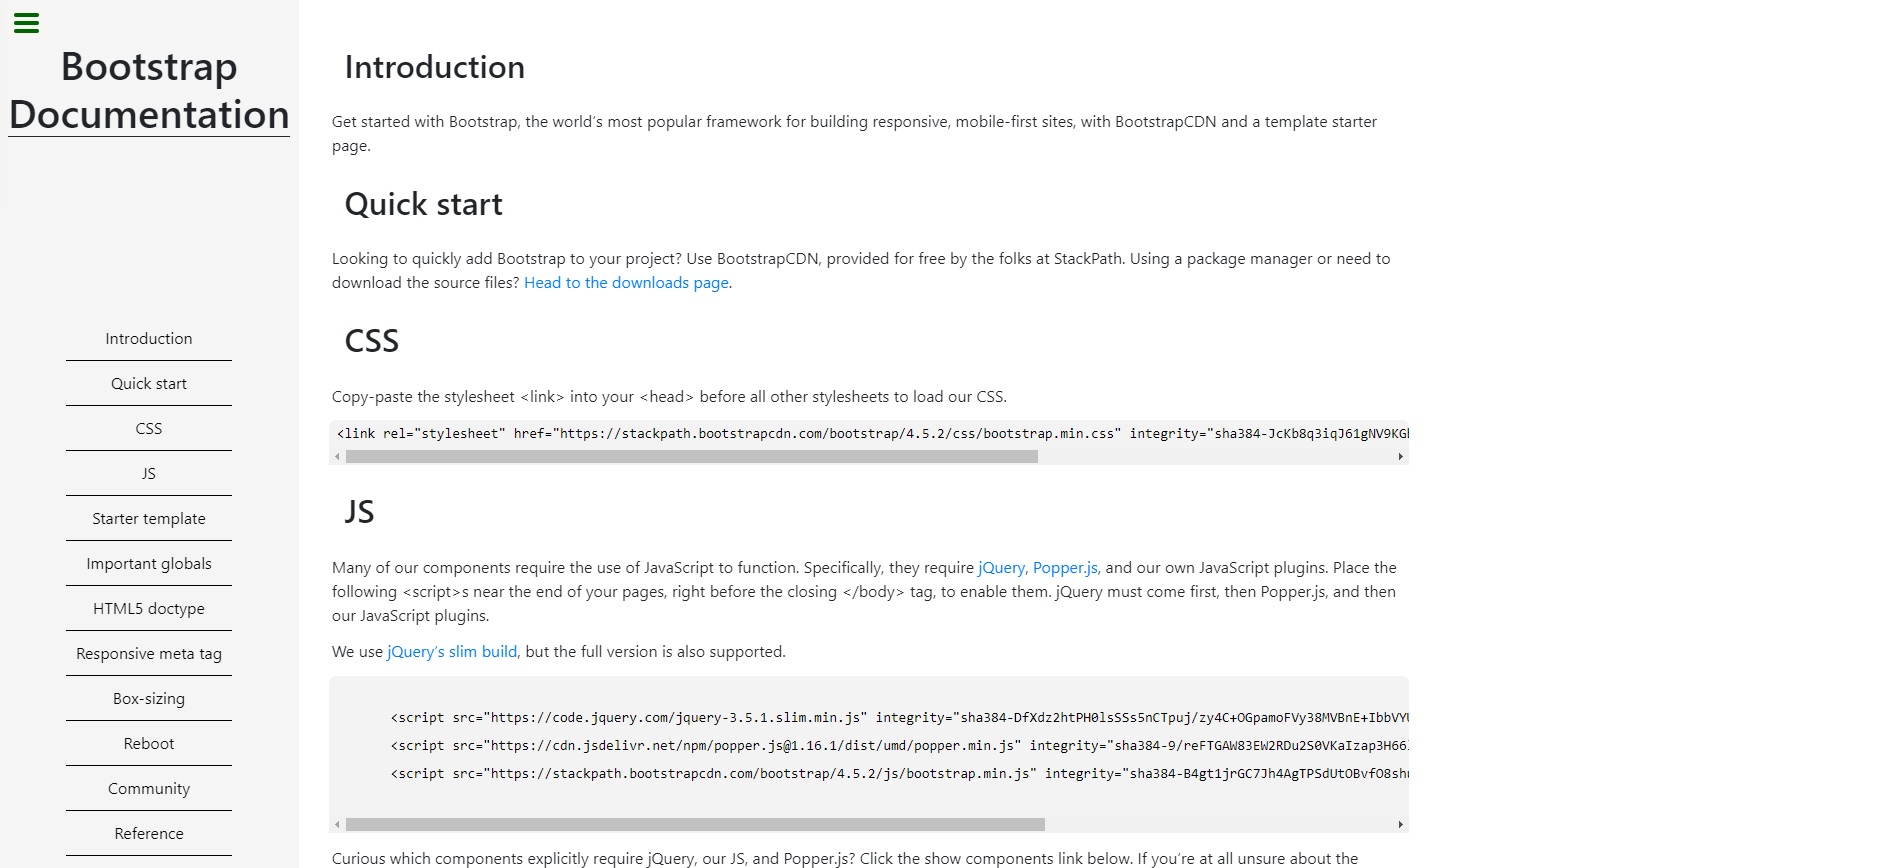 Bootstrap
Documentation
Introduction
Quick start
CSS
JS
Starter template
Important globals
HTML5 doctype
Responsive meta tag
Box-sizing
Reboot
Community
Reference
Introduction
Get started with Bootstrap, the world’s most popular framework for building responsive, mobile-first sites, with BootstrapCDN and a template starter
page.
Quick start
Looking to quickly add Bootstrap to your project? Use BootstrapCDN, provided for free by the folks at StackPath. Using a package manager or need to
download the source files? Head to the downloads page.
CSS
Copy-paste the stylesheet <link> into your <head> before all other stylesheets to load our CSS.
<link rel="stylesheet" href="https://stackpath.bootstrapcdn.com/bootstrap/4.5.2/css/bootstrap.min.css" integrity="sha384-JcKb8q3iqJ61gNV9KG
JS
Many of our components require the use of JavaScript to function. Specifically, they require jQuery, Popper.js, and our own JavaScript plugins. Place the
following <script>s near the end of your pages, right before the closing </body> tag, to enable them. jQuery must come first, then Popper.js, and then
our JavaScript plugins.
We use jQuery’s slim build, but the full version is also supported.
<script src="https://code.jquery.com/jquery-3.5.1.slim.min.js" integrity="sha384-DfXdz2htPH0lsSSs5nCTpuj/zy4C+OGpamoFVy38MVBnE+IbbVY
<script src="https://cdn.jsdelivr.net/npm/popper.js@1.16.1/dist/umd/popper.min.js" integrity="sha384-9/reFTGAW83EW2RDu2S0VKaIzap3H66
<script src="https://stackpath.bootstrapcdn.com/bootstrap/4.5.2/js/bootstrap.min.js" integrity="sha384-B4gt1jrGC7Jh4AgTPSdUtOBvfO8sh
Curious which components explicitly require jQuery, our JS, and Popper.js? Click the show components link below. If you’re at all unsure about the